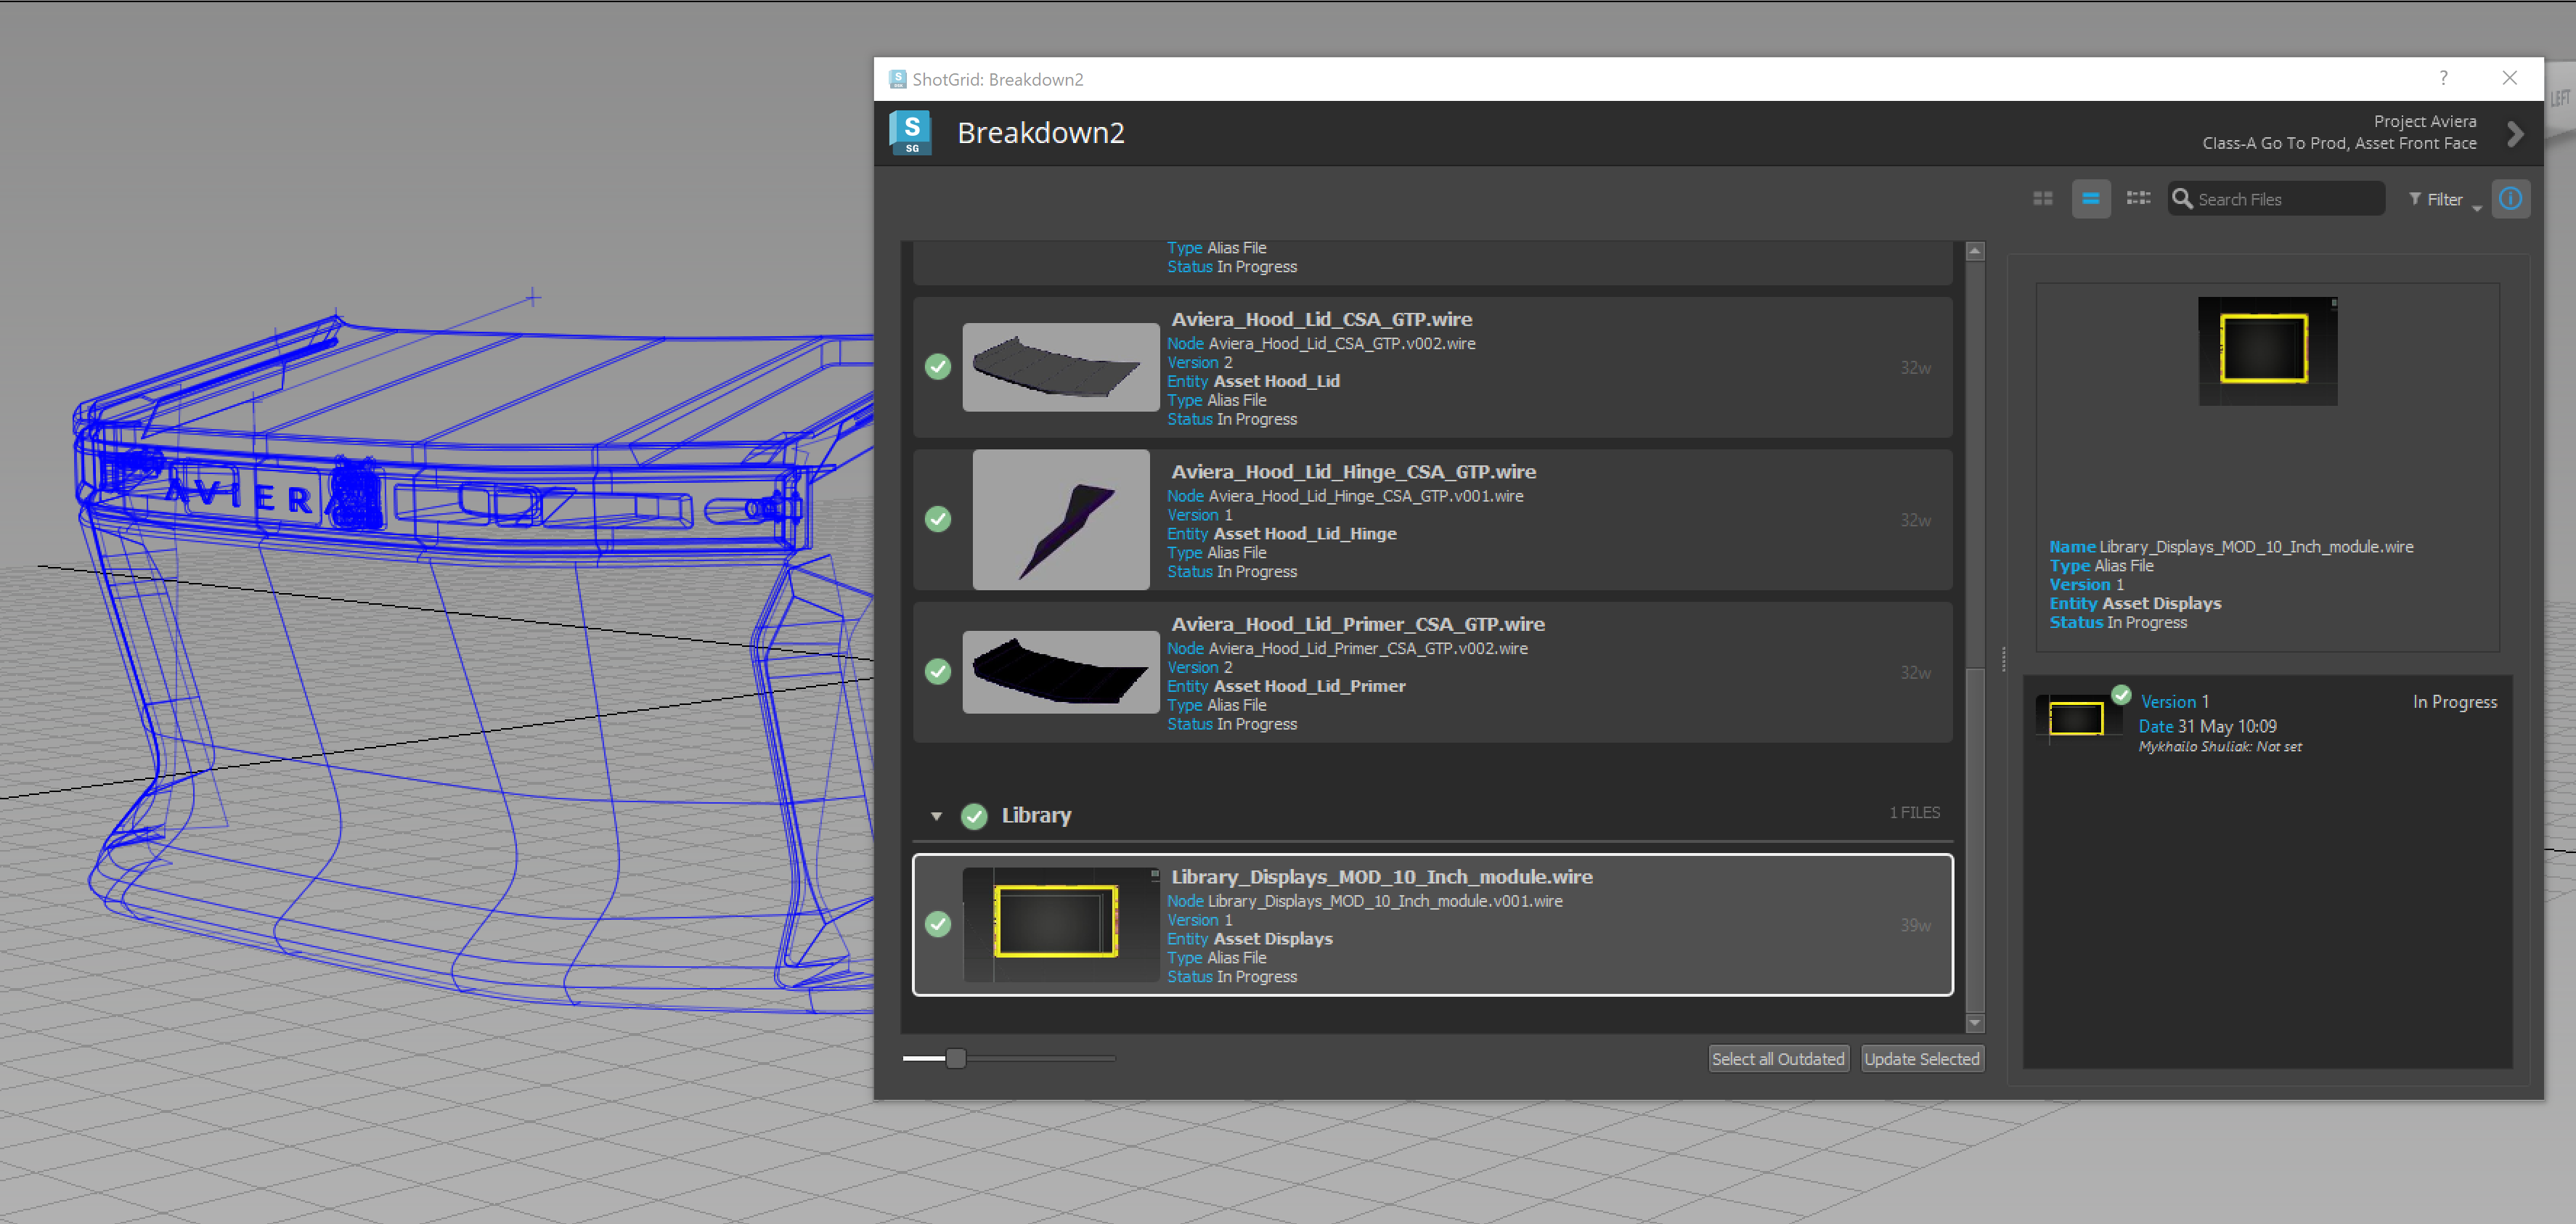 ShotGrid: Breakdown2
?
LEFT
S
SG
Breakdown2
Project Aviera
Class-A Go To Prod, Asset Front Face
Search Files
Filter
Type Alias File
Status In Progress
Aviera_Hood_Lid_CSA_GTP.wire
Node Aviera_Hood_Lid_CSA_GTP.v002.wire
Version 2
Entity Asset Hood_Lid
Type Alias File
Status In Progress
32w
Aviera_Hood_Lid_Hinge_CSA_GTP.wire
Node Aviera_Hood_Lid_Hinge_CSA_GTP.v001.wire
Version 1
Entity Asset Hood_Lid_Hinge
Type Alias File
Status In Progress
32w
Aviera_Hood_Lid_Primer_CSA_GTP.wire
Node Aviera_Hood_Lid_Primer_CSA_GTP.v002.wire
Version 2
Entity Asset Hood_Lid_Primer
Type Alias File
Status In Progress
32w
Library
1 FILES
Library_Displays_MOD_10_Inch_module.wire
Node Library_Displays_MOD_10_Inch_module.v001.wire
Version 1
Entity Asset Displays
Type Alias File
Status In Progress
39w
Select all Outdated
Update Selected
Name Library_Displays_MOD_10_Inch_module.wire
Type Alias File
Version 1
Entity Asset Displays
Status In Progress
Version 1
In Progress
Date 31 May 10:09
Mykhailo Shuliak: Not set
AVIERA